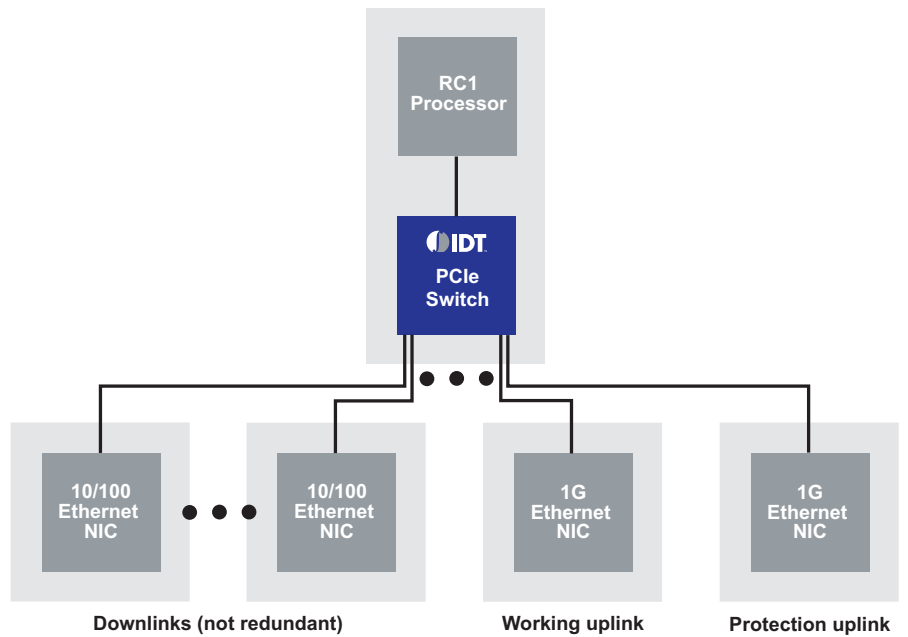 RC1
Processor
IDT
PCIe
Switch
10/100
Ethernet
NIC
10/100
Ethernet
NIC
1G
Ethernet
NIC
1G
Ethernet
NIC
Downlinks (not redundant)
Working uplink
Protection uplink